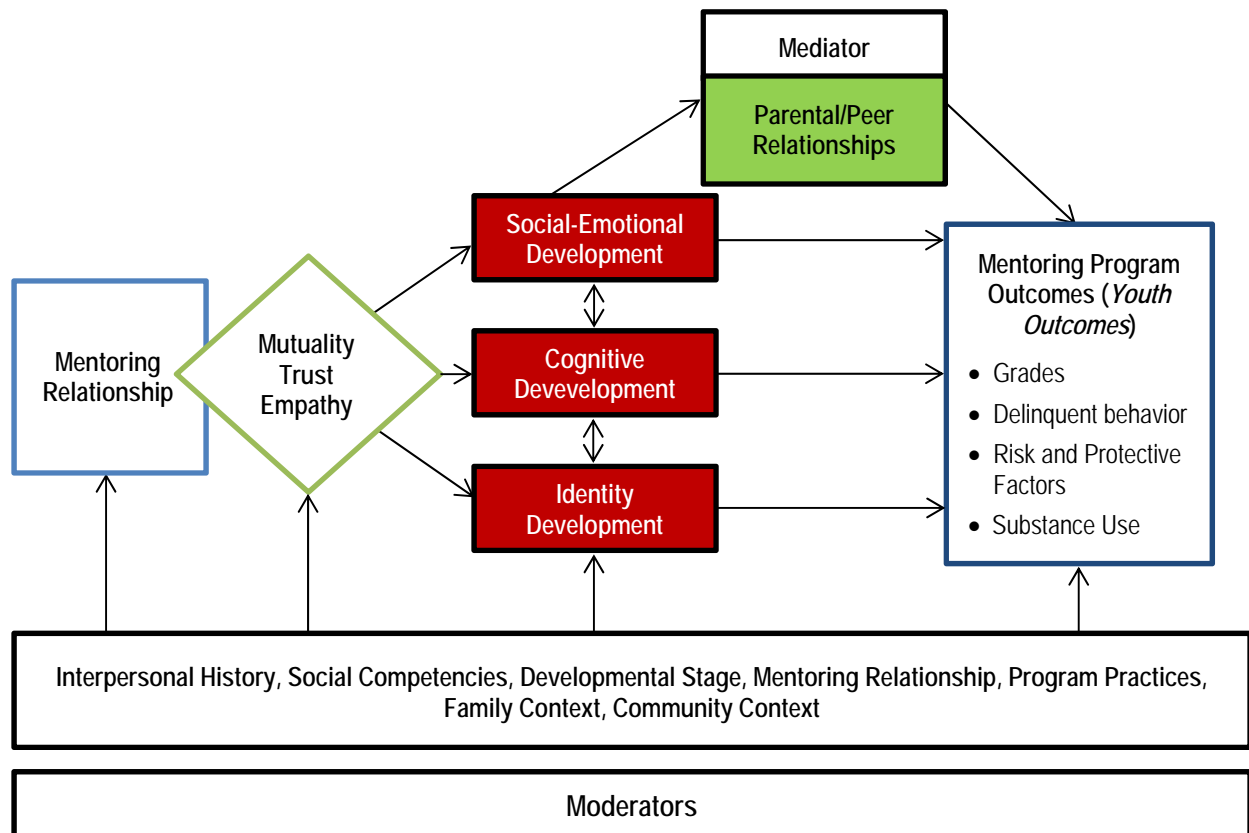 Mediator
Parental/Peer
Relationships
Social-Emotional
Development
Mentoring
Relationship
Mutuality
Trust
Empathy
Cognitive
Devevelopment
Identity
Development
Mentoring Program
Outcomes (Youth
Outcomes)
• Grades
• Delinquent behavior
• Risk and Protective
Factors
• Substance Use
Interpersonal History, Social Competencies, Developmental Stage, Mentoring Relationship, Program Practices,
Family Context, Community Context
Moderators